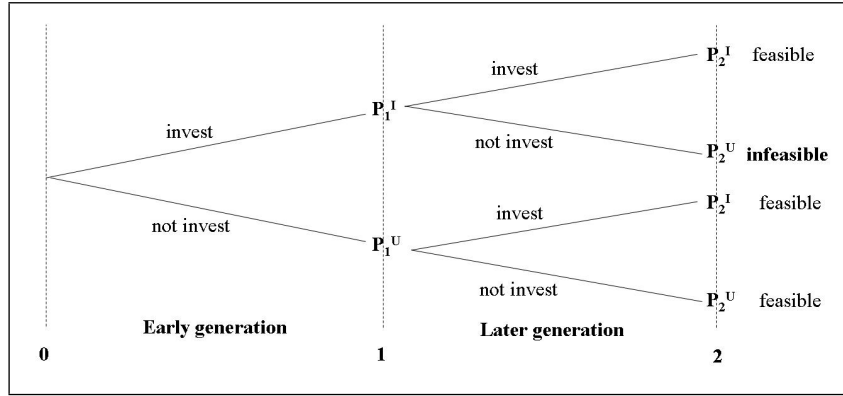 P₂ᴵ feasible
invest
P₁ᴵ
invest
not invest
P₂ᵁ infeasible
P₂ᴵ feasible
invest
not invest
P₁ᵁ
not invest
P₂ᵁ feasible
Early generation Later generation
0 1 2